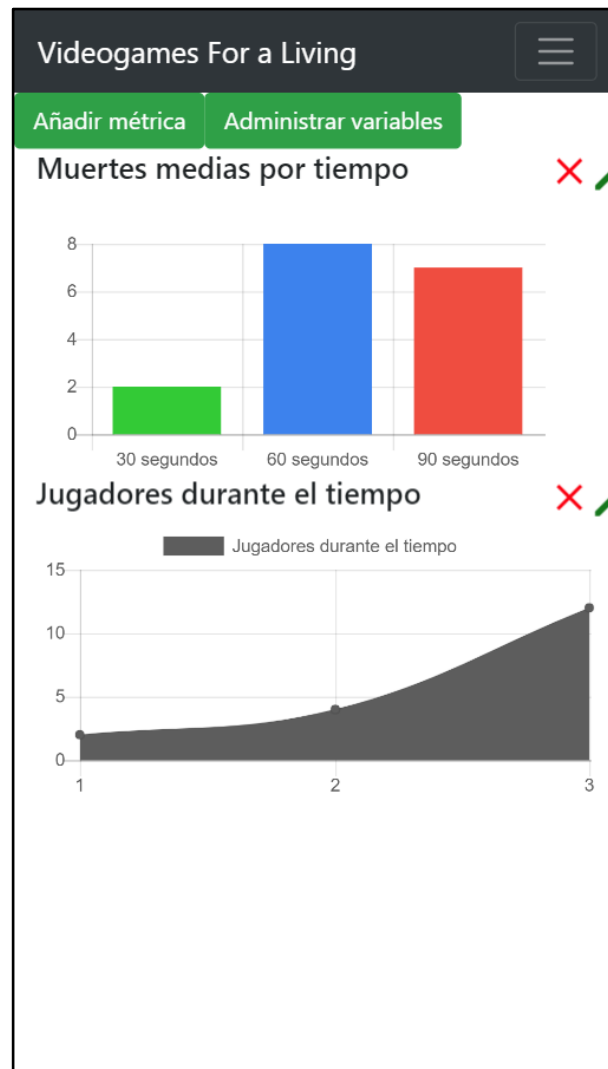 Videogames For a Living
Añadir métrica Administrar variables
Muertes medias por tiempo
8
6
4
2
0
30 segundos 60 segundos 90 segundos
Jugadores durante el tiempo
Jugadores durante el tiempo
15
10
5
0
1 2 3